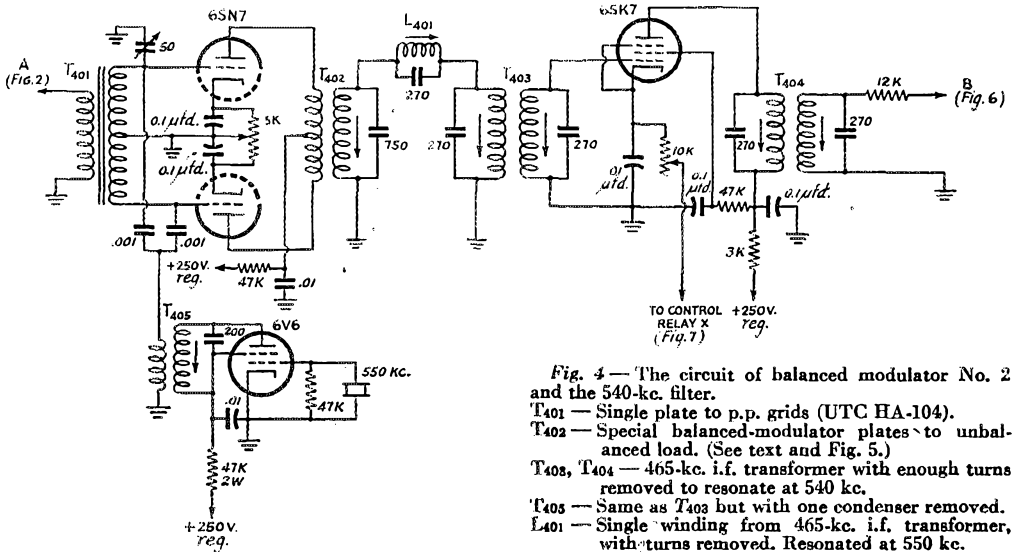 6SN7
L401
6SK7
50
A
(Fig.2)
T401
T402
T403
T404
12K
B
(Fig. 6)
0.1 µfd.
5K
270
750
270
270
270
270
0.1 µfd.
0.1 µfd.
10K
0.1 µfd.
47K
0.1 µfd.
.001
.001
+250V.
reg.
47K
.01
3K
TO CONTROL
RELAY X
(Fig.7)
+250V.
reg.
T405
200
6V6
550 KC.
47K
.01
47K
2W
+250V.
reg.
Fig. 4 — The circuit of balanced modulator No. 2
and the 540-kc. filter.
T401 — Single plate to p.p. grids (UTC HA-104).
T402 — Special balanced-modulator plates to unbal-
anced load. (See text and Fig. 5.)
T403, T404 — 465-kc. i.f. transformer with enough turns
removed to resonate at 540 kc.
T405 — Same as T403 but with one condenser removed.
L401 — Single winding from 465-kc. i.f. transformer,
with turns removed. Resonated at 550 kc.